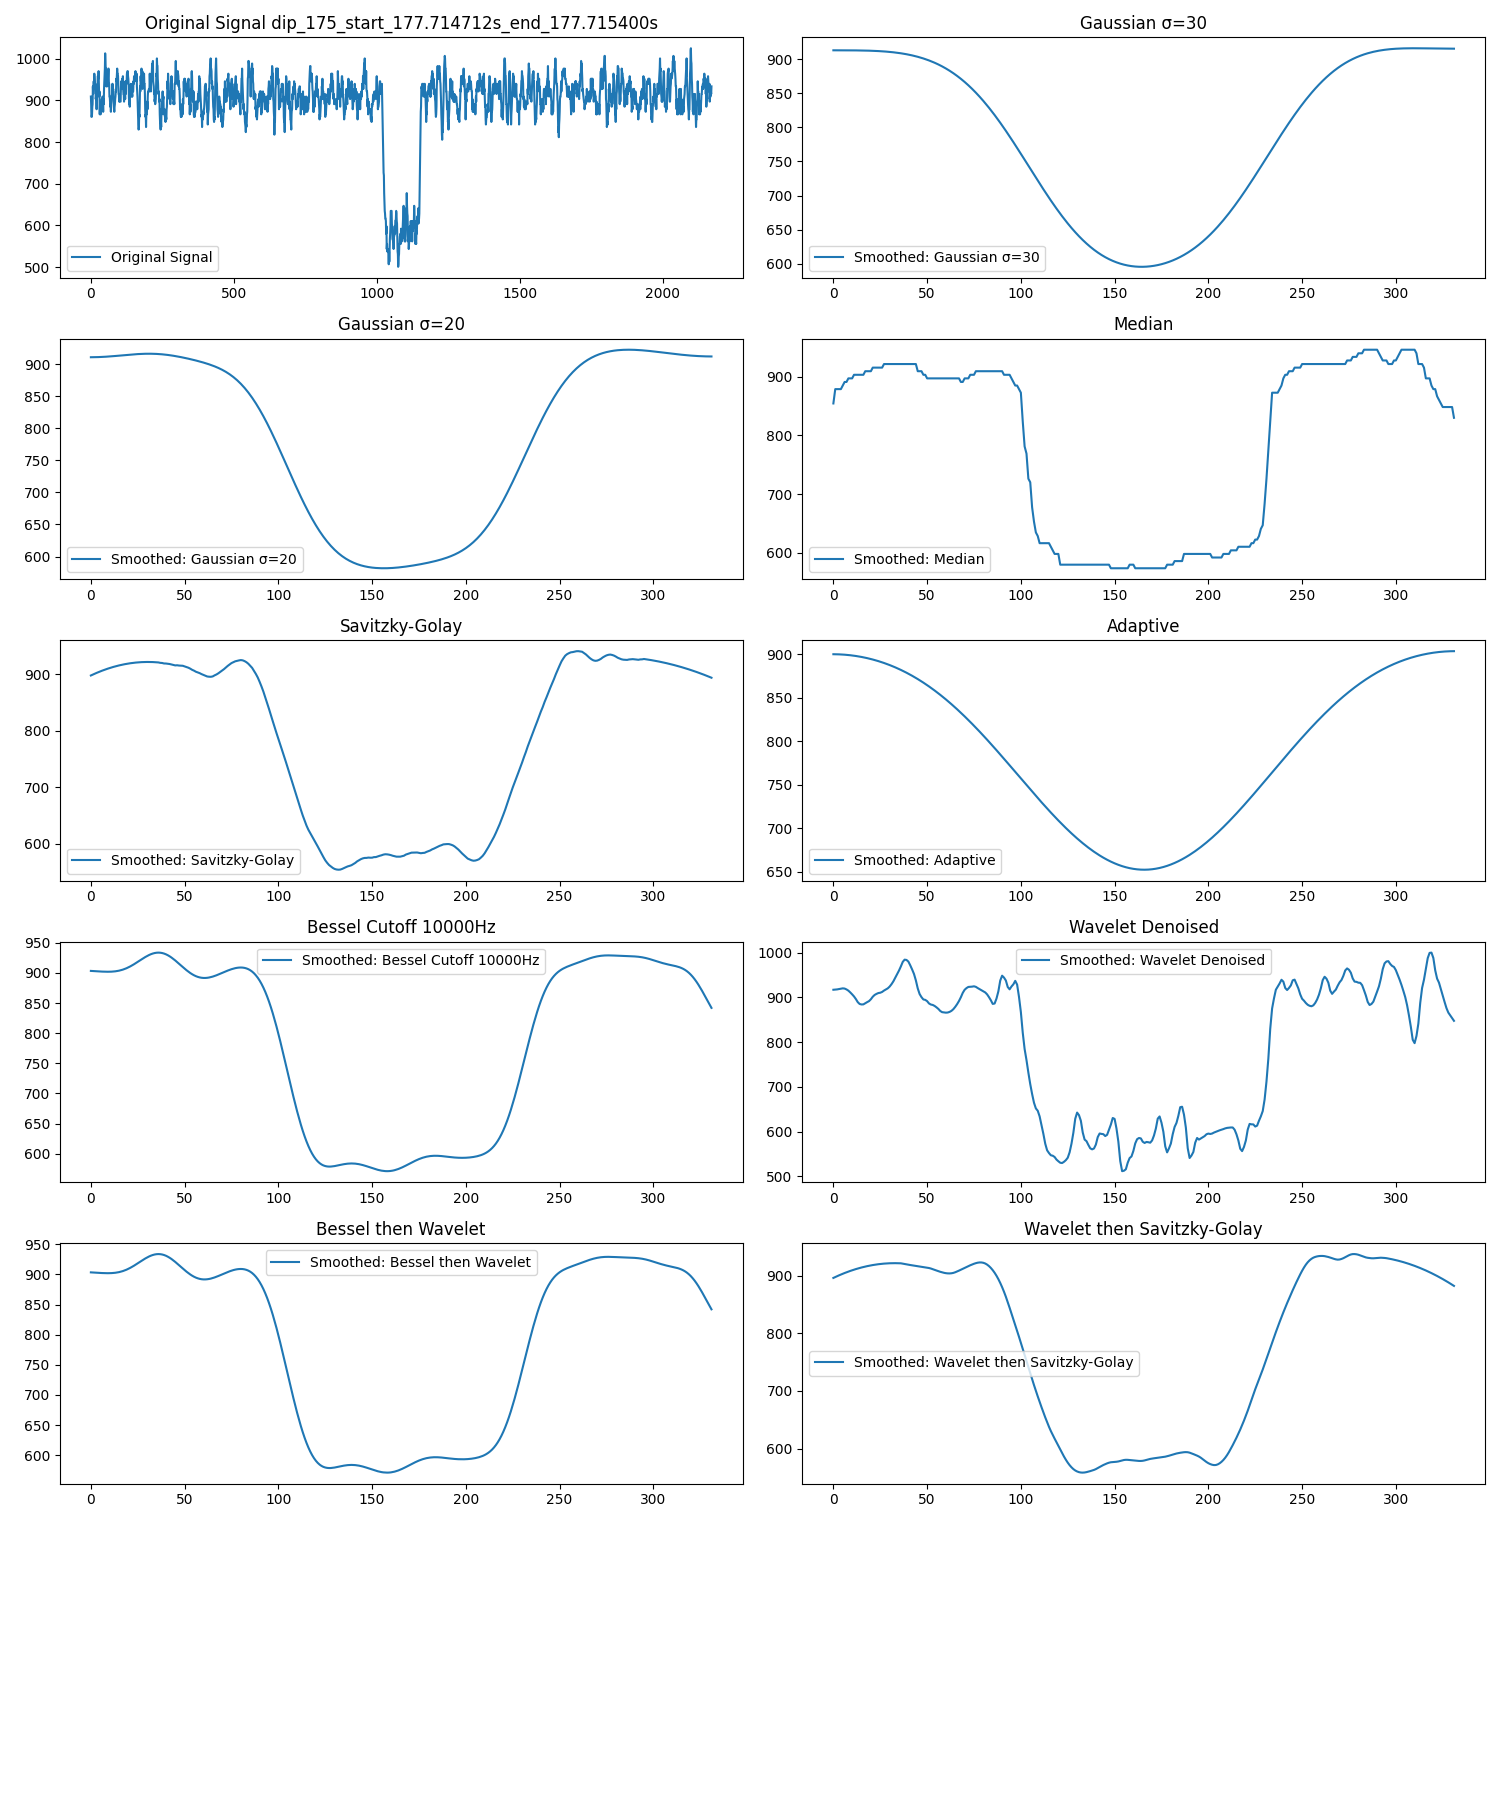 Original Signal dip_175_start_177.714712s_end_177.715400s
1000
900
800
700
600
500
Original Signal
0 500 1000 1500 2000
Gaussian σ=30
900
850
800
750
700
650
600
Smoothed: Gaussian σ=30
0 50 100 150 200 250 300
Gaussian σ=20
900
850
800
750
700
650
600
Smoothed: Gaussian σ=20
0 50 100 150 200 250 300
Median
900
800
700
600
Smoothed: Median
0 50 100 150 200 250 300
Savitzky-Golay
900
800
700
600
Smoothed: Savitzky-Golay
0 50 100 150 200 250 300
Adaptive
900
850
800
750
700
650
Smoothed: Adaptive
0 50 100 150 200 250 300
Bessel Cutoff 10000Hz
950
Smoothed: Bessel Cutoff 10000Hz
900
850
800
750
700
650
600
0 50 100 150 200 250 300
Wavelet Denoised
Smoothed: Wavelet Denoised
1000
900
800
700
600
500
0 50 100 150 200 250 300
Bessel then Wavelet
950
Smoothed: Bessel then Wavelet
900
850
800
750
700
650
600
0 50 100 150 200 250 300
Wavelet then Savitzky-Golay
900
800
Smoothed: Wavelet then Savitzky-Golay
700
600
0 50 100 150 200 250 300